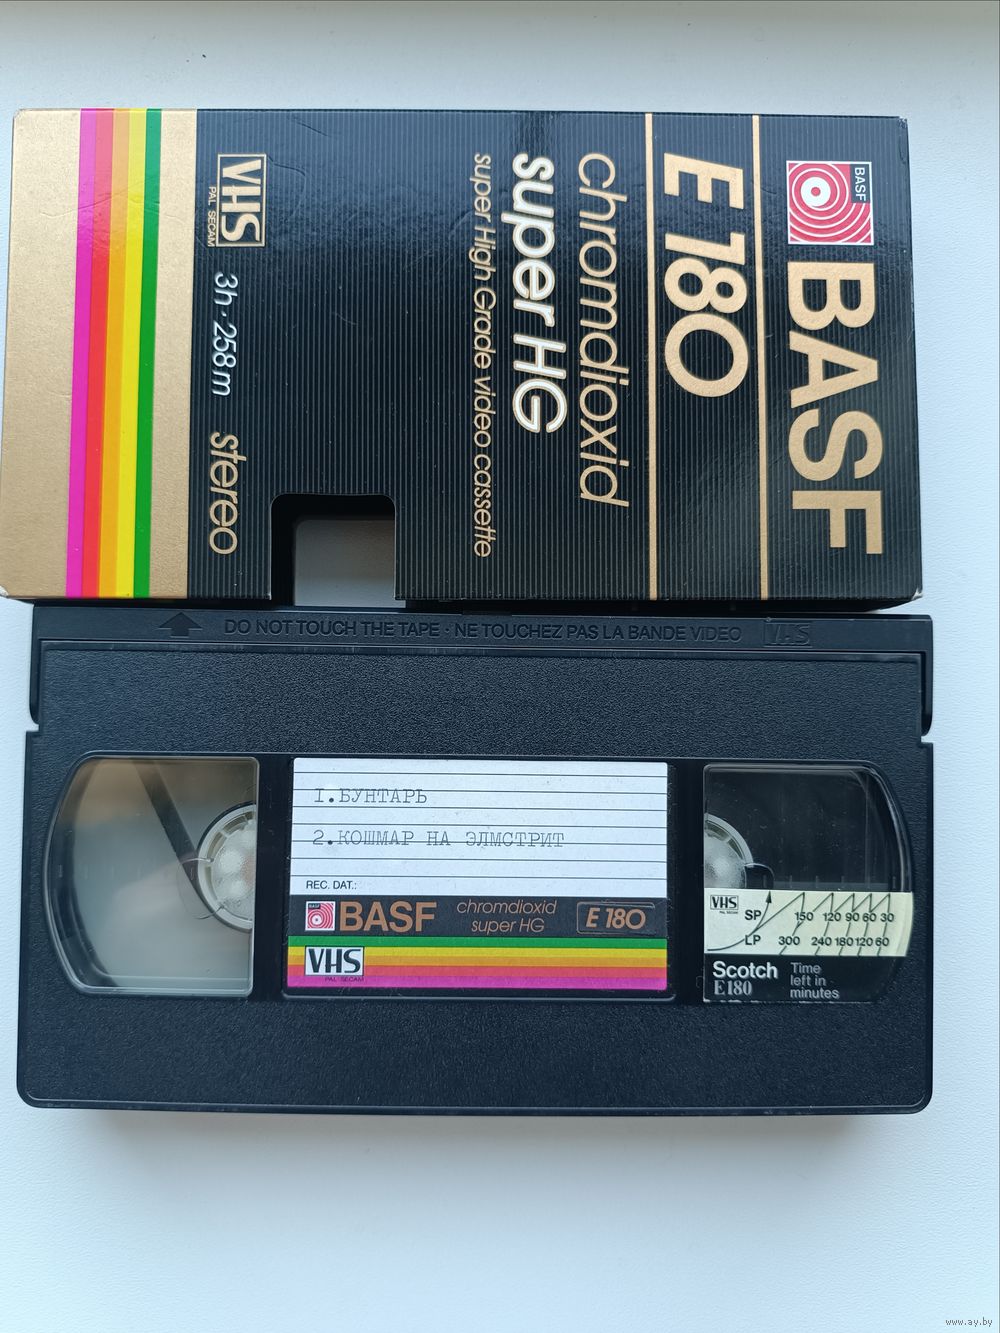 BASF
BASF
E 180
chromdioxid
super HG
super High Grade video cassette
VHS
PAL SECAM
3h · 258m
stereo
DO NOT TOUCH THE TAPE · NE TOUCHEZ PAS LA BANDE VIDEO
VHS
1.БУНТАРЬ
2.КОШМАР НА ЭЛМСТРИТ
REC. DAT.:
BASF
BASF
chromdioxid
super HG
E 180
VHS
PAL SECAM
VHS
PAL SECAM
SP 150 120 90 60 30
LP 300 240 180 120 60
Scotch
E180
Time
left in
minutes
www.ay.by